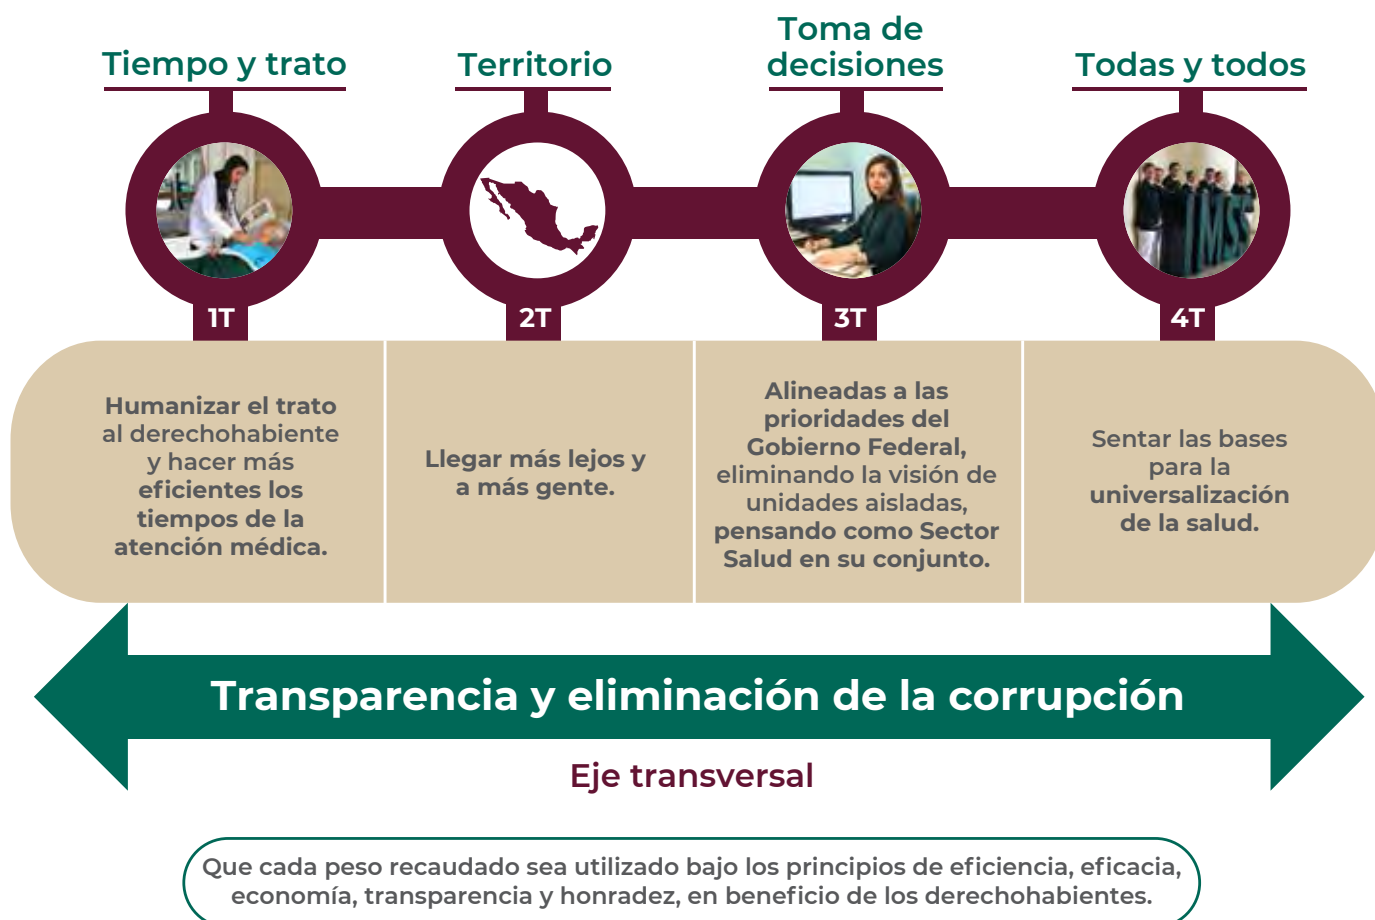 Tiempo y trato
Territorio
Toma de
decisiones
Todas y todos
IMSS
1T
2T
3T
4T
Humanizar el trato
al derechohabiente
y hacer más
eficientes los
tiempos de la
atención médica.
Llegar más lejos y
a más gente.
Alineadas a las
prioridades del
Gobierno Federal,
eliminando la visión de
unidades aisladas,
pensando como Sector
Salud en su conjunto.
Sentar las bases
para la
universalización
de la salud.
Transparencia y eliminación de la corrupción
Eje transversal
Que cada peso recaudado sea utilizado bajo los principios de eficiencia, eficacia,
economía, transparencia y honradez, en beneficio de los derechohabientes.